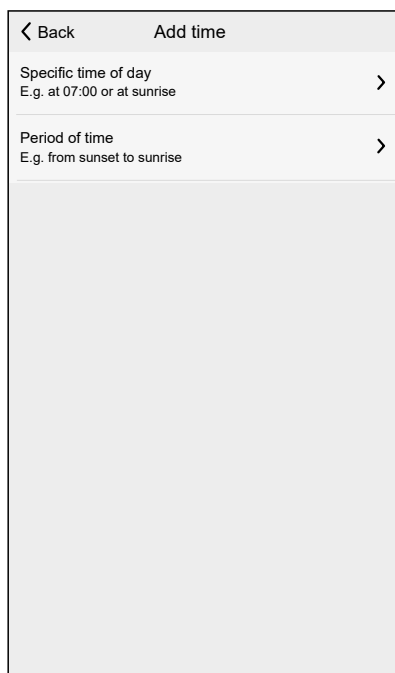 Back
Add time
Specific time of day
E.g. at 07:00 or at sunrise
Period of time
E.g. from sunset to sunrise